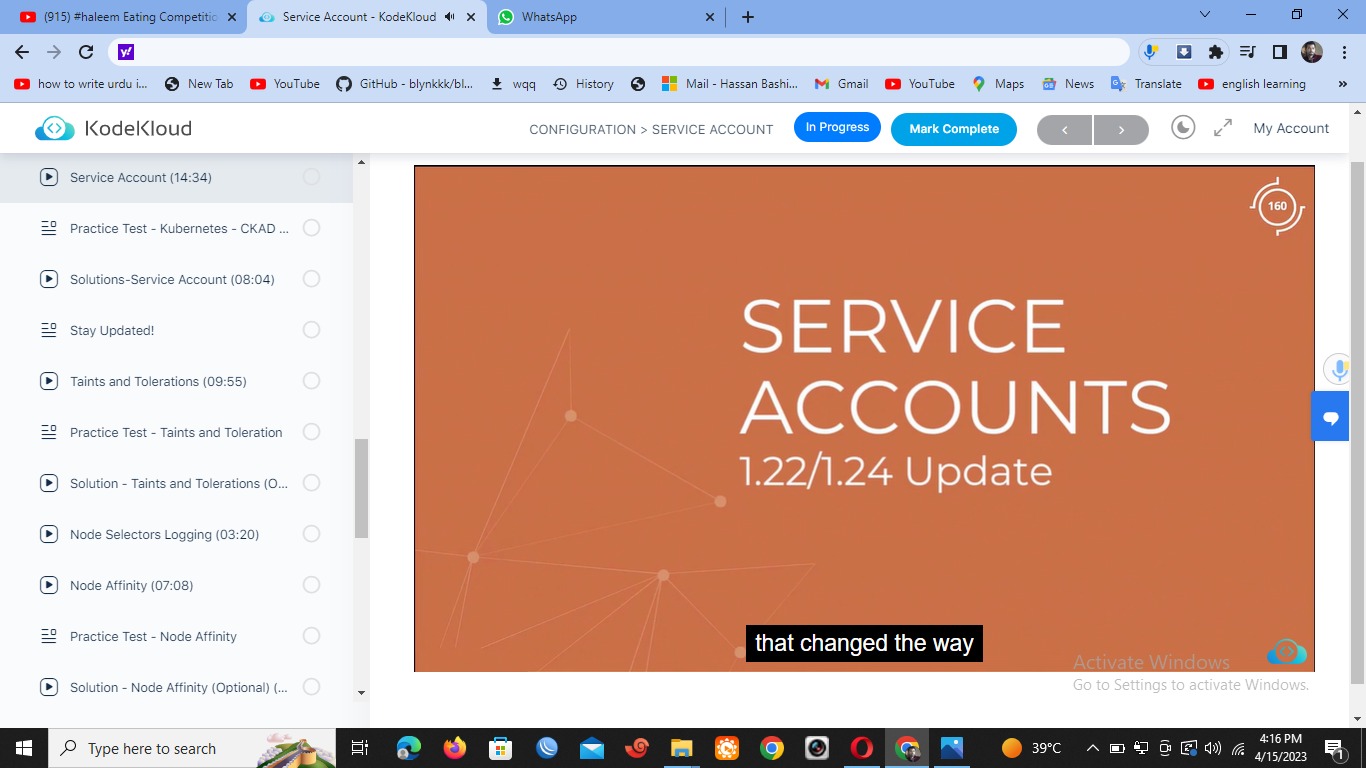 (915) #haleem Eating Competitio
Service Account - KodeKloud
WhatsApp
how to write urdu i...
New Tab
YouTube
GitHub - blynkkk/bl...
wqq
History
Mail - Hassan Bashi...
Gmail
YouTube
Maps
News
Translate
english learning
»
KodeKloud
CONFIGURATION > SERVICE ACCOUNT
In Progress
Mark Complete
My Account
Service Account (14:34)
Practice Test - Kubernetes - CKAD ...
Solutions-Service Account (08:04)
Stay Updated!
Taints and Tolerations (09:55)
Practice Test - Taints and Toleration
Solution - Taints and Tolerations (O...
Node Selectors Logging (03:20)
Node Affinity (07:08)
Practice Test - Node Affinity
Solution - Node Affinity (Optional) (...
160
SERVICE
ACCOUNTS
1.22/1.24 Update
that changed the way
Activate Windows
Go to Settings to activate Windows.
Type here to search
39°C
4:16 PM
4/15/2023
1